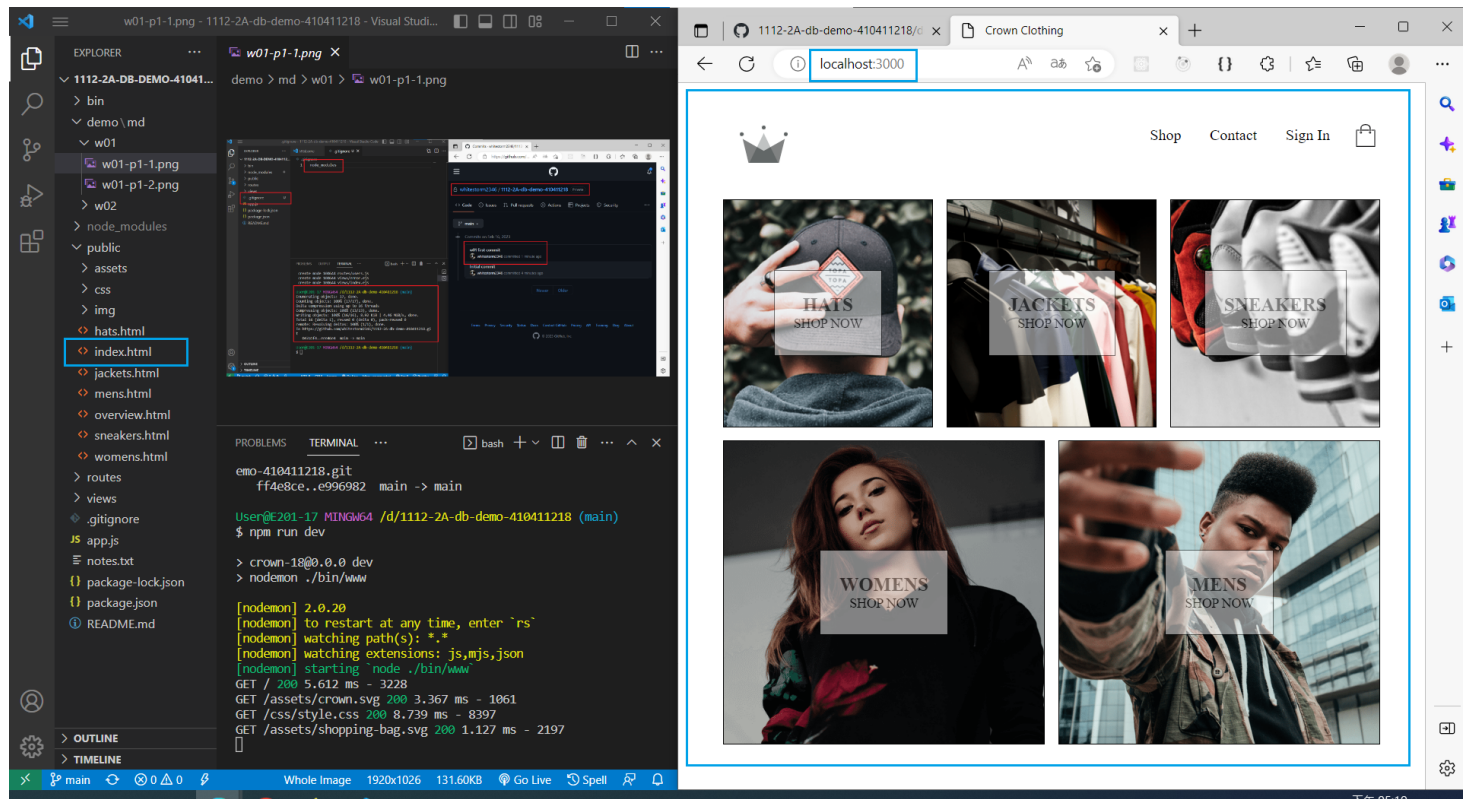 w01-p1-1.png - 1112-2A-db-demo-410411218 - Visual Studi...
EXPLORER
1112-2A-DB-DEMO-41041...
bin
demo \ md
w01
w01-p1-1.png
w01-p1-2.png
w02
node_modules
public
assets
css
img
hats.html
index.html
jackets.html
mens.html
overview.html
sneakers.html
womens.html
routes
views
.gitignore
JS app.js
notes.txt
{} package-lock.json
{} package.json
README.md
OUTLINE
TIMELINE
w01-p1-1.png
demo > md > w01 > w01-p1-1.png
PROBLEMS TERMINAL ... bash
emo-410411218.git
ff4e8ce..e996982 main -> main
User@E201-17 MINGW64 /d/1112-2A-db-demo-410411218 (main)
$ npm run dev
> crown-18@0.0.0 dev
> nodemon ./bin/www
[nodemon] 2.0.20
[nodemon] to restart at any time, enter `rs`
[nodemon] watching path(s): *.*
[nodemon] watching extensions: js,mjs,json
[nodemon] starting `node ./bin/www`
GET / 200 5.612 ms - 3228
GET /assets/crown.svg 200 3.367 ms - 1061
GET /css/style.css 200 8.739 ms - 8397
GET /assets/shopping-bag.svg 200 1.127 ms - 2197
main 0 0 Whole Image 1920x1026 131.60KB Go Live Spell
1112-2A-db-demo-410411218/c
Crown Clothing
localhost:3000
Shop Contact Sign In
TOPA
TOPA
HATS
SHOP NOW
JACKETS
SHOP NOW
SNEAKERS
SHOP NOW
WOMENS
SHOP NOW
MENS
SHOP NOW